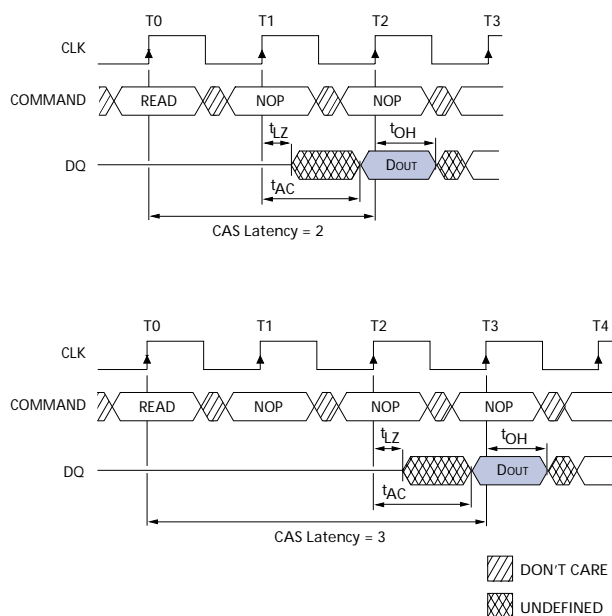 T0 T1 T2 T3
CLK
COMMAND READ NOP NOP
tLZ tOH
DQ DOUT
tAC
CAS Latency = 2
T0 T1 T2 T3 T4
CLK
COMMAND READ NOP NOP NOP
tLZ tOH
DQ DOUT
tAC
CAS Latency = 3
DON'T CARE
UNDEFINED